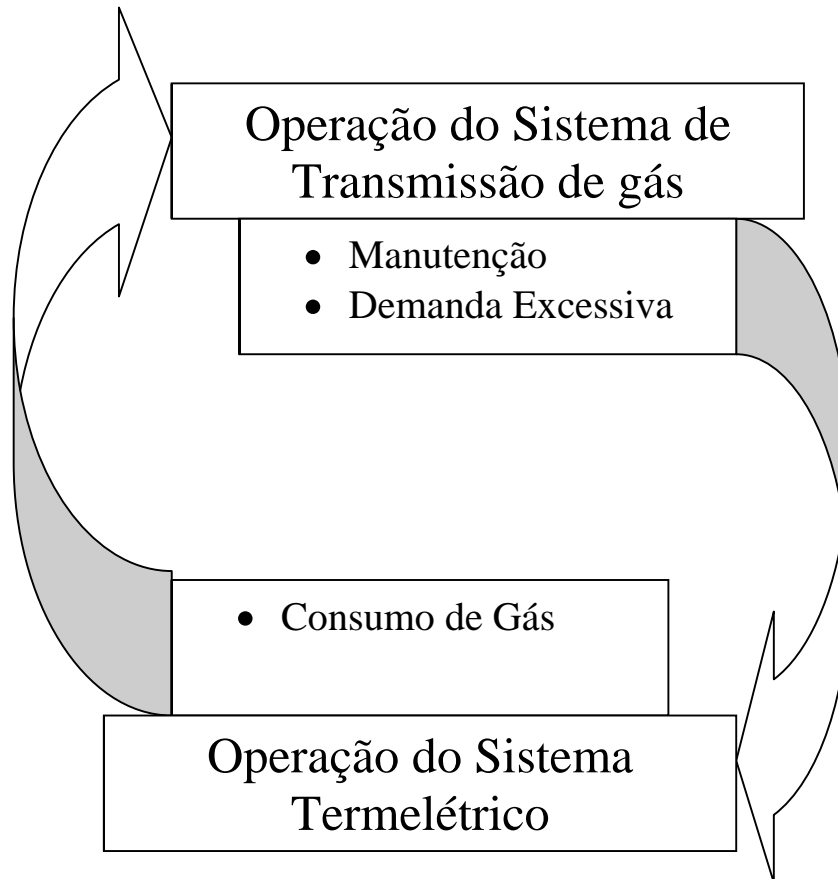 Operação do Sistema de
Transmissão de gás
• Manutenção
• Demanda Excessiva
• Consumo de Gás
Operação do Sistema
Termelétrico